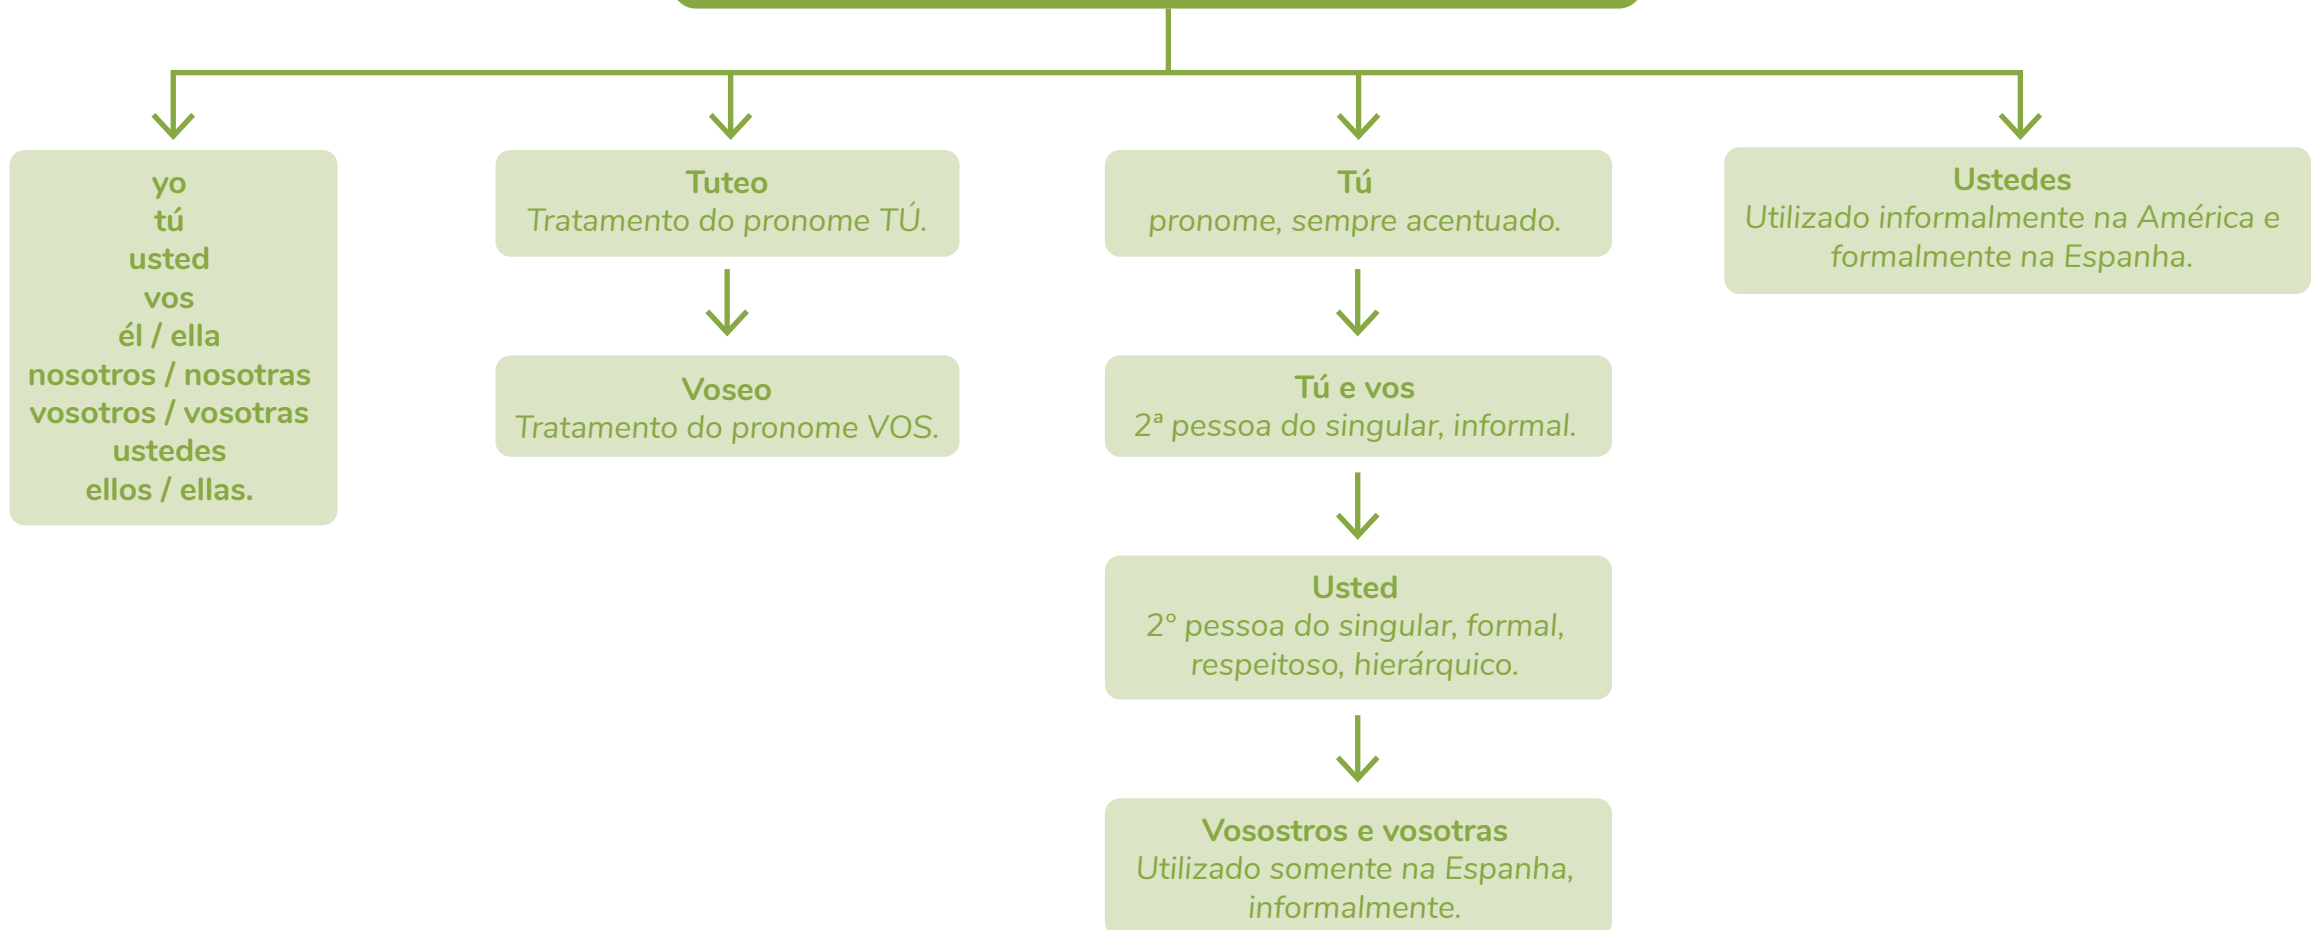 yo
tú
usted
vos
él / ella
nosotros / nosotras
vosotros / vosotras
ustedes
ellos / ellas.
Tuteo
Tratamento do pronome TÚ.
Voseo
Tratamento do pronome VOS.
Tú
pronome, sempre acentuado.
Tú e vos
2ª pessoa do singular, informal.
Usted
2º pessoa do singular, formal,
respeitoso, hierárquico.
Vosostros e vosotras
Utilizado somente na Espanha,
informalmente.
Ustedes
Utilizado informalmente na América e
formalmente na Espanha.